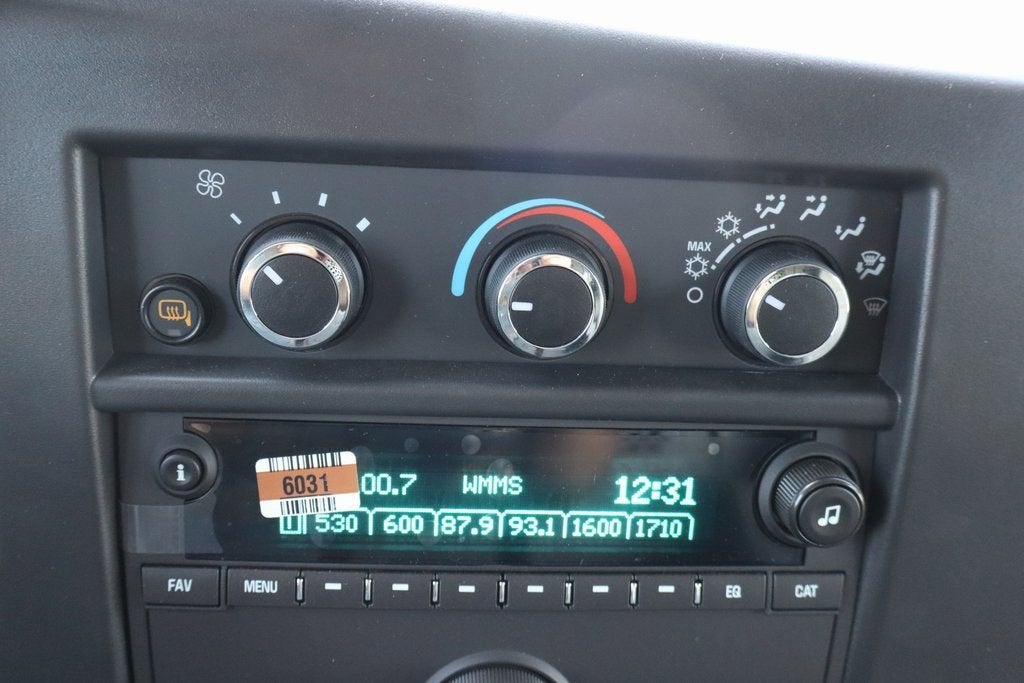 MAX
6031
00.7 WMMS 12:31
530 600 87.9 93.1 1600 1710
i
FAV MENU EQ CAT